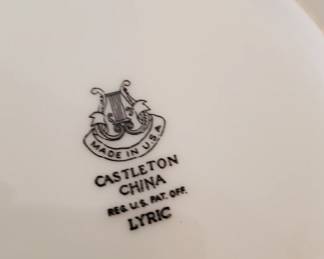 MADE IN U.S.A.
CASTLETON
CHINA
REG. U.S. PAT. OFF.
LYRIC